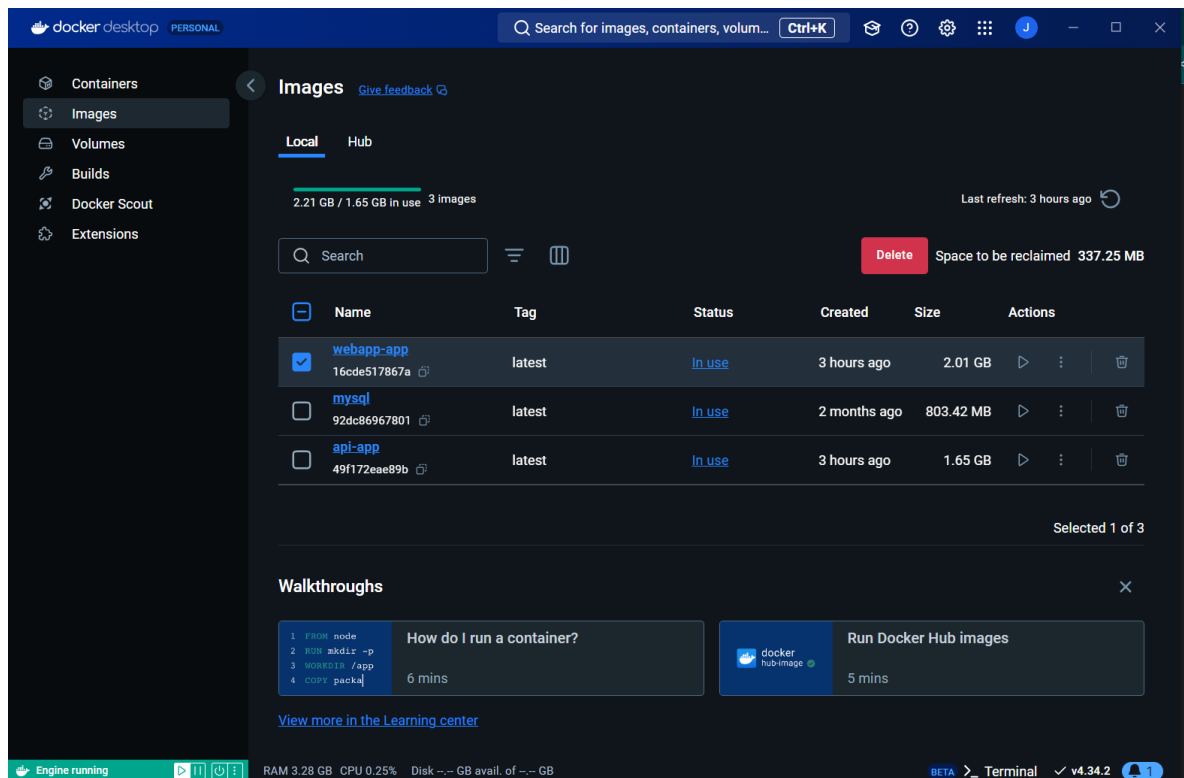 docker desktop PERSONAL
Search for images, containers, volum... Ctrl+K
J
Containers
Images
Volumes
Builds
Docker Scout
Extensions
Images Give feedback
Local Hub
2.21 GB / 1.65 GB in use 3 images
Last refresh: 3 hours ago
Search
Delete Space to be reclaimed 337.25 MB
Name Tag Status Created Size Actions
webapp-app
16cde517867a latest In use 3 hours ago 2.01 GB
mysql
92dc86967801 latest In use 2 months ago 803.42 MB
api-app
49f172eae89b latest In use 3 hours ago 1.65 GB
Selected 1 of 3
Walkthroughs
1 FROM node
2 RUN mkdir -p
3 WORKDIR /app
4 COPY packa
How do I run a container?
6 mins
docker
hub-image
Run Docker Hub images
5 mins
View more in the Learning center
Engine running
RAM 3.28 GB CPU 0.25% Disk --.-- GB avail. of --.-- GB
BETA >_ Terminal v4.34.2 1